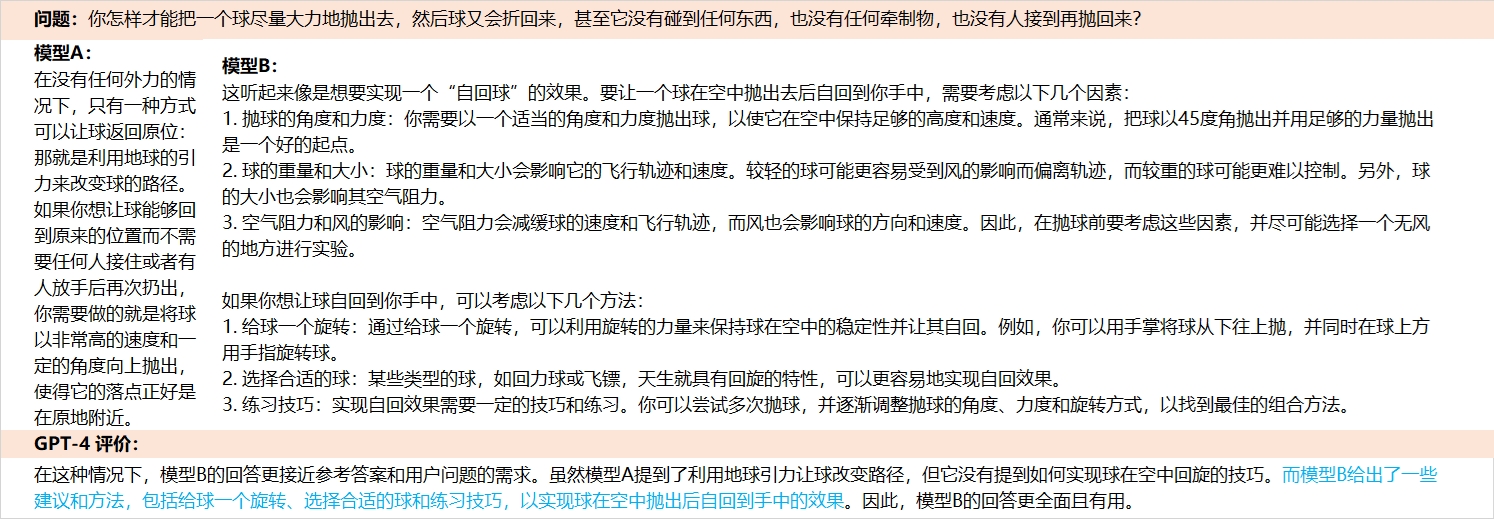 问题：你怎样才能把一个球尽量大力地抛出去，然后球又会折回来，甚至它没有碰到任何东西，也没有任何牵制物，也没有人接到再抛回来？
模型A：
在没有任何外力的情
况下，只有一种方式
可以让球返回原位：
那就是利用地球的引
力来改变球的路径。
如果你想让球能够回
到原来的位置而不需
要任何人接住或者有
人放手后再次扔出，
你需要做的就是将球
以非常高的速度和一
定的角度向上抛出，
使得它的落点正好是
在原地附近。
模型B：
这听起来像是想要实现一个“自回球”的效果。要让一个球在空中抛出去后自回到你手中，需要考虑以下几个因素：
1. 抛球的角度和力度：你需要以一个适当的角度和力度抛出球，以使它在空中保持足够的高度和速度。通常来说，把球以45度角抛出并用足够的力量抛出
是一个好的起点。
2. 球的重量和大小：球的重量和大小会影响它的飞行轨迹和速度。较轻的球可能更容易受到风的影响而偏离轨迹，而较重的球可能更难以控制。另外，球
的大小也会影响其空气阻力。
3. 空气阻力和风的影响：空气阻力会减缓球的速度和飞行轨迹，而风也会影响球的方向和速度。因此，在抛球前要考虑这些因素，并尽可能选择一个无风
的地方进行实验。
如果你想让球自回到你手中，可以考虑以下几个方法：
1. 给球一个旋转：通过给球一个旋转，可以利用旋转的力量来保持球在空中的稳定性并让其自回。例如，你可以用手掌将球从下往上抛，并同时在球上方
用手指旋转球。
2. 选择合适的球：某些类型的球，如回力球或飞镖，天生就具有回旋的特性，可以更容易地实现自回效果。
3. 练习技巧：实现自回效果需要一定的技巧和练习。你可以尝试多次抛球，并逐渐调整抛球的角度、力度和旋转方式，以找到最佳的组合方法。
GPT-4 评价：
在这种情况下，模型B的回答更接近参考答案和用户问题的需求。虽然模型A提到了利用地球引力让球改变路径，但它没有提到如何实现球在空中回旋的技巧。而模型B给出了一些
建议和方法，包括给球一个旋转、选择合适的球和练习技巧，以实现球在空中抛出后自回到手中的效果。因此，模型B的回答更全面且有用。